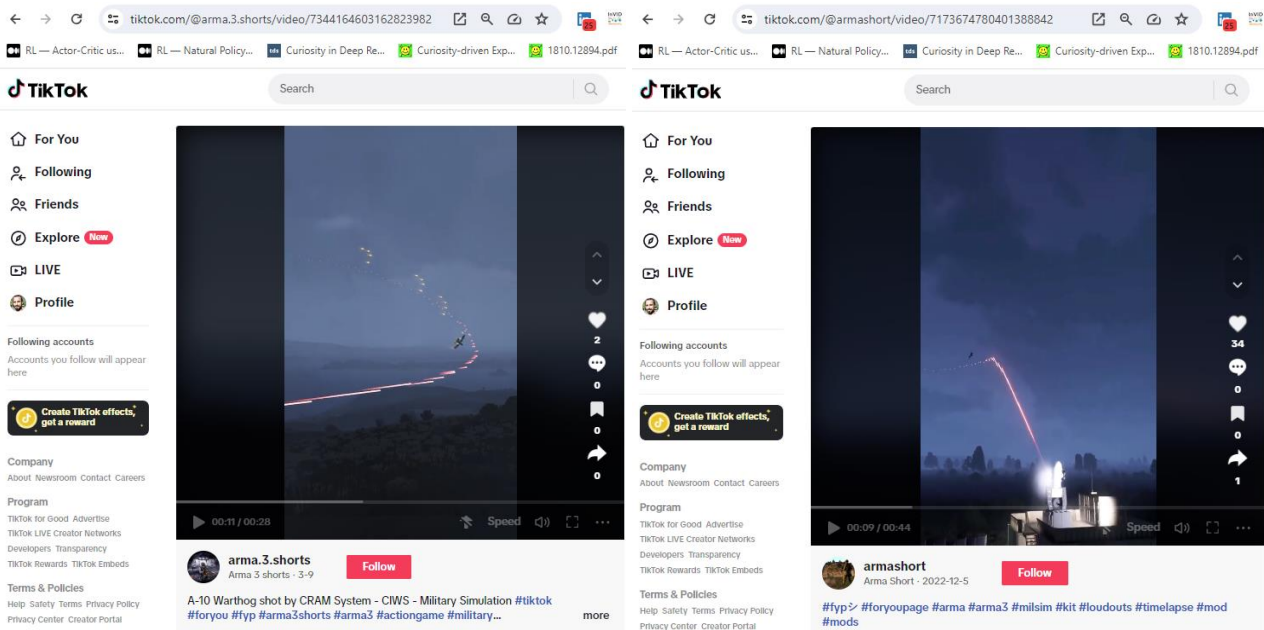 tiktok.com/@arma.3.shorts/video/7344164603162823982
25
RL — Actor-Critic us...
RL — Natural Policy...
tds
Curiosity in Deep Re...
Curiosity-driven Exp...
1810.12894.pdf
TikTok
Search
For You
Following
Friends
Explore New
LIVE
Profile
Following accounts
Accounts you follow will appear
here
Create TikTok effects,
get a reward
Company
About Newsroom Contact Careers
Program
TikTok for Good Advertise
TikTok LIVE Creator Networks
Developers Transparency
TikTok Rewards TikTok Embeds
Terms & Policies
Help Safety Terms Privacy Policy
Privacy Center Creator Portal
2
0
0
0
00:11 / 00:28
Speed
arma.3.shorts
Arma 3 shorts · 3-9
Follow
A-10 Warthog shot by CRAM System - CIWS - Military Simulation #tiktok
#foryou #fyp #arma3shorts #arma3 #actiongame #military...
more
tiktok.com/@armashort/video/7173674780401388842
25
RL — Actor-Critic us...
RL — Natural Policy...
tds
Curiosity in Deep Re...
Curiosity-driven Exp...
1810.12894.pdf
TikTok
Search
For You
Following
Friends
Explore New
LIVE
Profile
Following accounts
Accounts you follow will appear
here
Create TikTok effects,
get a reward
Company
About Newsroom Contact Careers
Program
TikTok for Good Advertise
TikTok LIVE Creator Networks
Developers Transparency
TikTok Rewards TikTok Embeds
Terms & Policies
Help Safety Terms Privacy Policy
Privacy Center Creator Portal
34
0
0
1
00:09 / 00:44
Speed
armashort
Arma Short · 2022-12-5
Follow
#fypシ #foryoupage #arma #arma3 #milsim #kit #loudouts #timelapse #mod
#mods